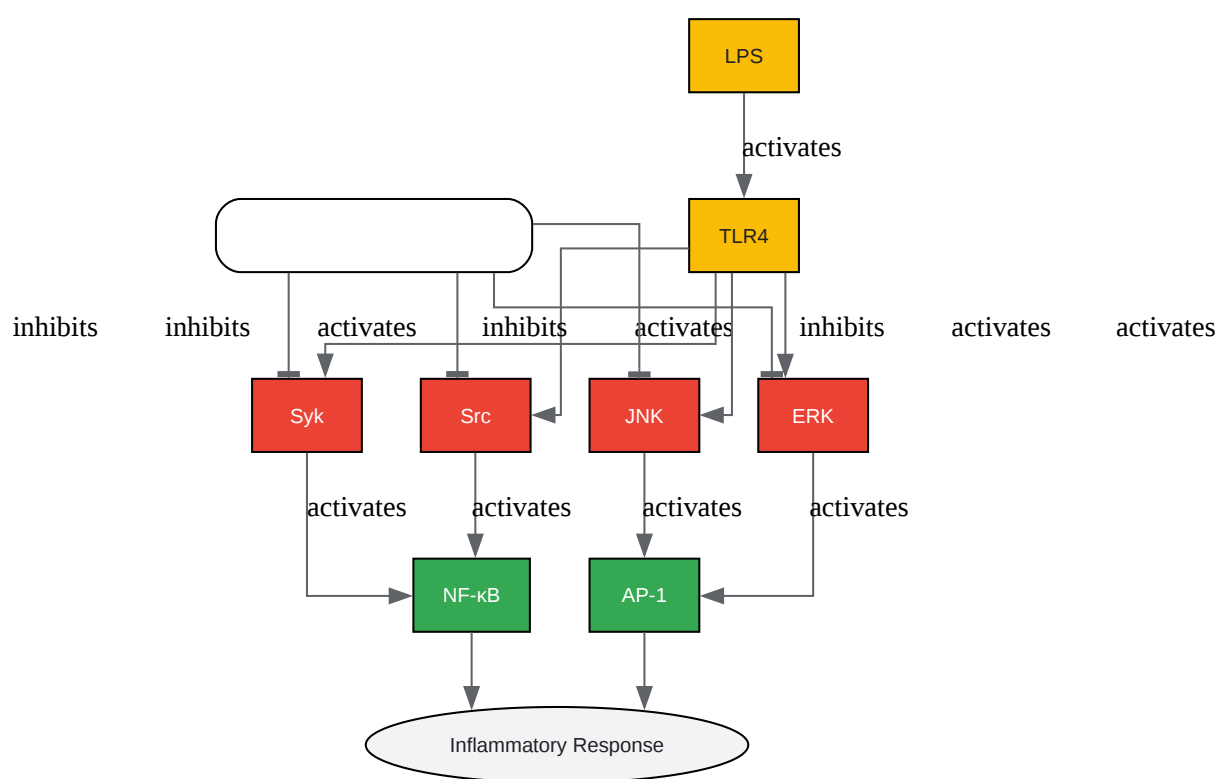 LPS
activates
TLR4
inhibits inhibits activates inhibits activates inhibits activates activates
Syk Src JNK ERK
activates activates activates activates
NF-κB AP-1
Inflammatory Response